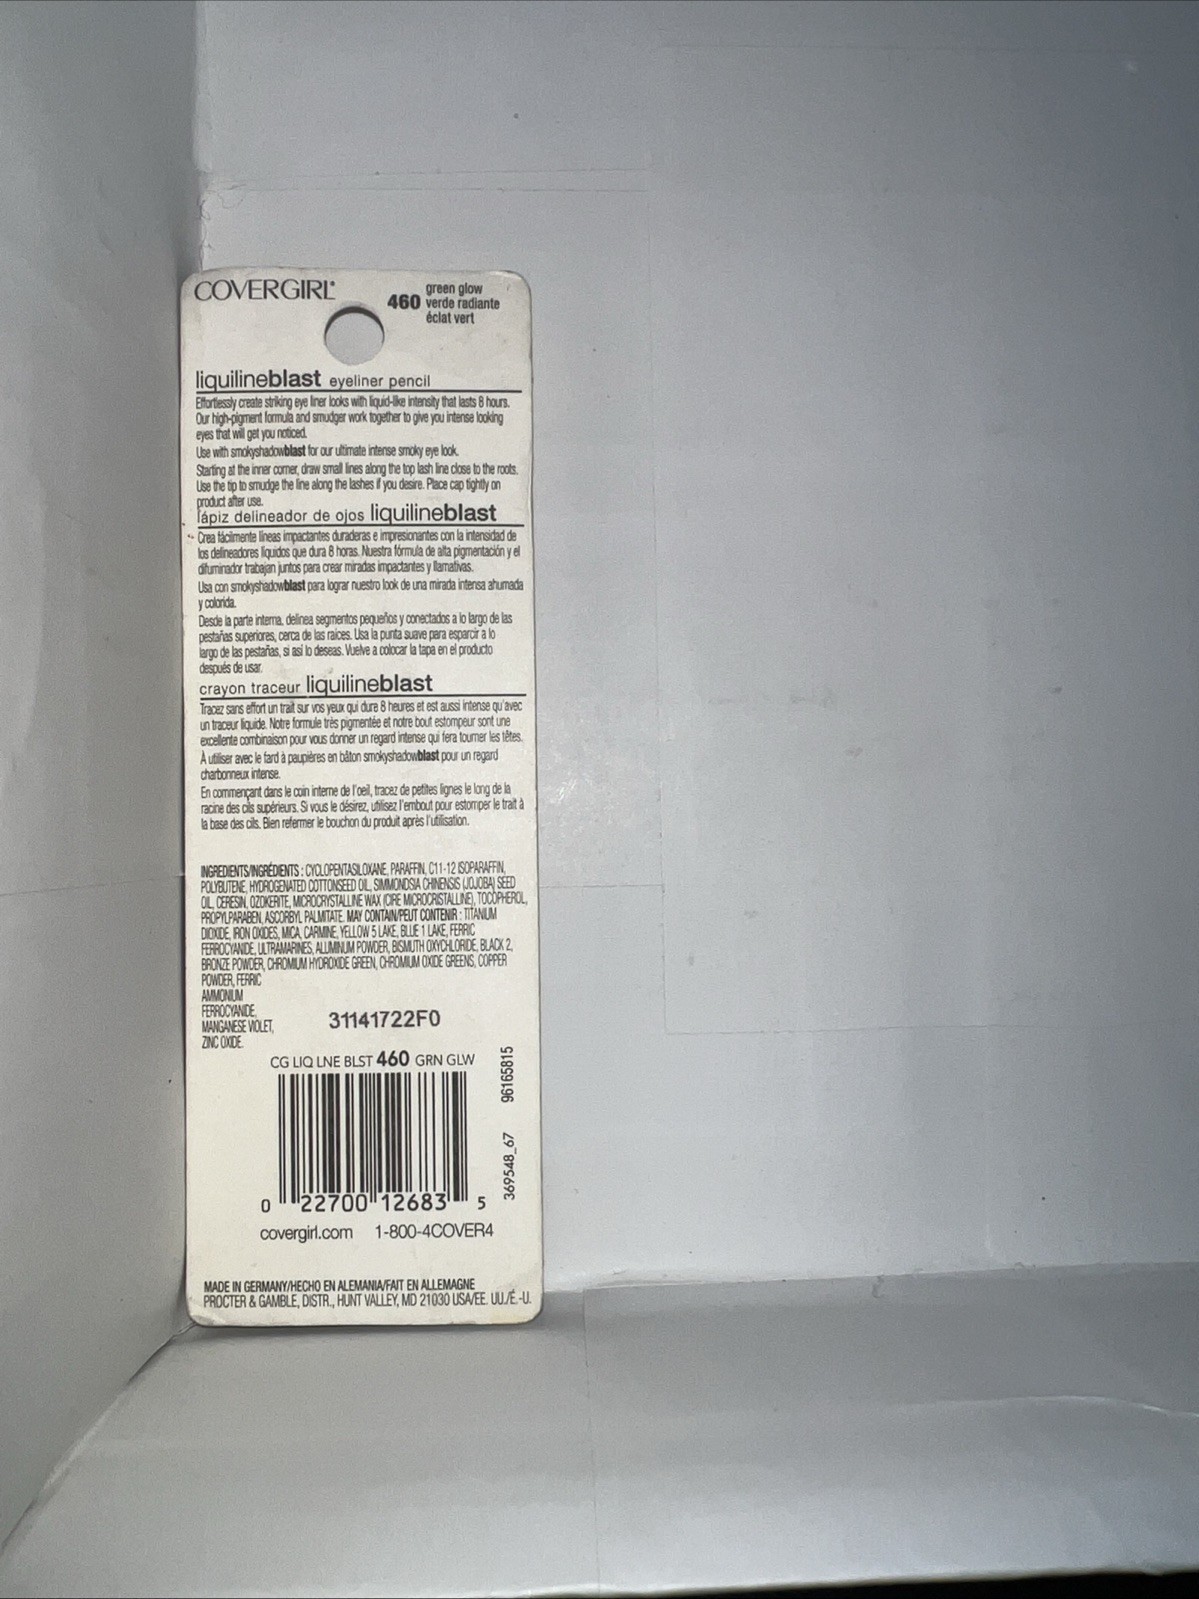 COVERGIRL®
460 green glow
verde radiante
éclat vert
liquilineblast eyeliner pencil
Effortlessly create striking eye liner looks with liquid-like intensity that lasts 8 hours.
Our high-pigment formula and smudger work together to give you intense looking
eyes that will get you noticed.
Use with smokyshadowblast for our ultimate intense smoky eye look.
Starting at the inner corner, draw small lines along the top lash line close to the roots.
Use the tip to smudge the line along the lashes if you desire. Place cap tightly on
product after use.
lápiz delineador de ojos liquilineblast
Crea fácilmente líneas impactantes duraderas e impresionantes con la intensidad de
los delineadores líquidos que dura 8 horas. Nuestra fórmula de alta pigmentación y el
difuminador trabajan juntos para crear miradas impactantes y llamativas.
Usa con smokyshadowblast para lograr nuestro look de una mirada intensa ahumada
y colorida.
Desde la parte interna, delinea segmentos pequeños y conectados a lo largo de las
pestañas superiores, cerca de las raíces. Usa la punta suave para esparcir a lo
largo de las pestañas, si así lo deseas. Vuelve a colocar la tapa en el producto
después de usar.
crayon traceur liquilineblast
Tracez sans effort un trait sur vos yeux qui dure 8 heures et est aussi intense qu'avec
un traceur liquide. Notre formule très pigmentée et notre bout estompeur sont une
excellente combinaison pour vous donner un regard intense qui fera tourner les têtes.
À utiliser avec le fard à paupières en bâton smokyshadowblast pour un regard
charbonneux intense.
En commençant dans le coin interne de l'oeil, tracez de petites lignes le long de la
racine des cils supérieurs. Si vous le désirez, utilisez l'embout pour estomper le trait à
la base des cils. Bien refermer le bouchon du produit après l'utilisation.
INGREDIENTS/INGRÉDIENTS : CYCLOPENTASILOXANE, PARAFFIN, C11-12 ISOPARAFFIN,
POLYBUTENE, HYDROGENATED COTTONSEED OIL, SIMMONDSIA CHINENSIS (JOJOBA) SEED
OIL, CERESIN, OZOKERITE, MICROCRYSTALLINE WAX (CIRE MICROCRISTALLINE), TOCOPHEROL,
PROPYLPARABEN, ASCORBYL PALMITATE. MAY CONTAIN/PEUT CONTENIR : TITANIUM
DIOXIDE, IRON OXIDES, MICA, CARMINE, YELLOW 5 LAKE, BLUE 1 LAKE, FERRIC
FERROCYANIDE, ULTRAMARINES, ALUMINUM POWDER, BISMUTH OXYCHLORIDE, BLACK 2,
BRONZE POWDER, CHROMIUM HYDROXIDE GREEN, CHROMIUM OXIDE GREENS, COPPER
POWDER, FERRIC
AMMONIUM
FERROCYANIDE,
MANGANESE VIOLET,
ZINC OXIDE.
31141722F0
CG LIQ LNE BLST 460 GRN GLW
96165815
369548_67
0 22700 12683 5
covergirl.com 1-800-4COVER4
MADE IN GERMANY/HECHO EN ALEMANIA/FAIT EN ALLEMAGNE
PROCTER & GAMBLE, DISTR., HUNT VALLEY, MD 21030 USA/EE. UU./É.-U.